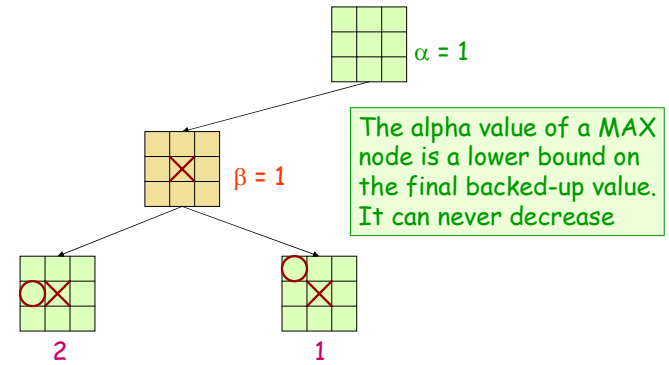 α = 1
The alpha value of a MAX
node is a lower bound on
the final backed-up value.
It can never decrease
β = 1
2
1